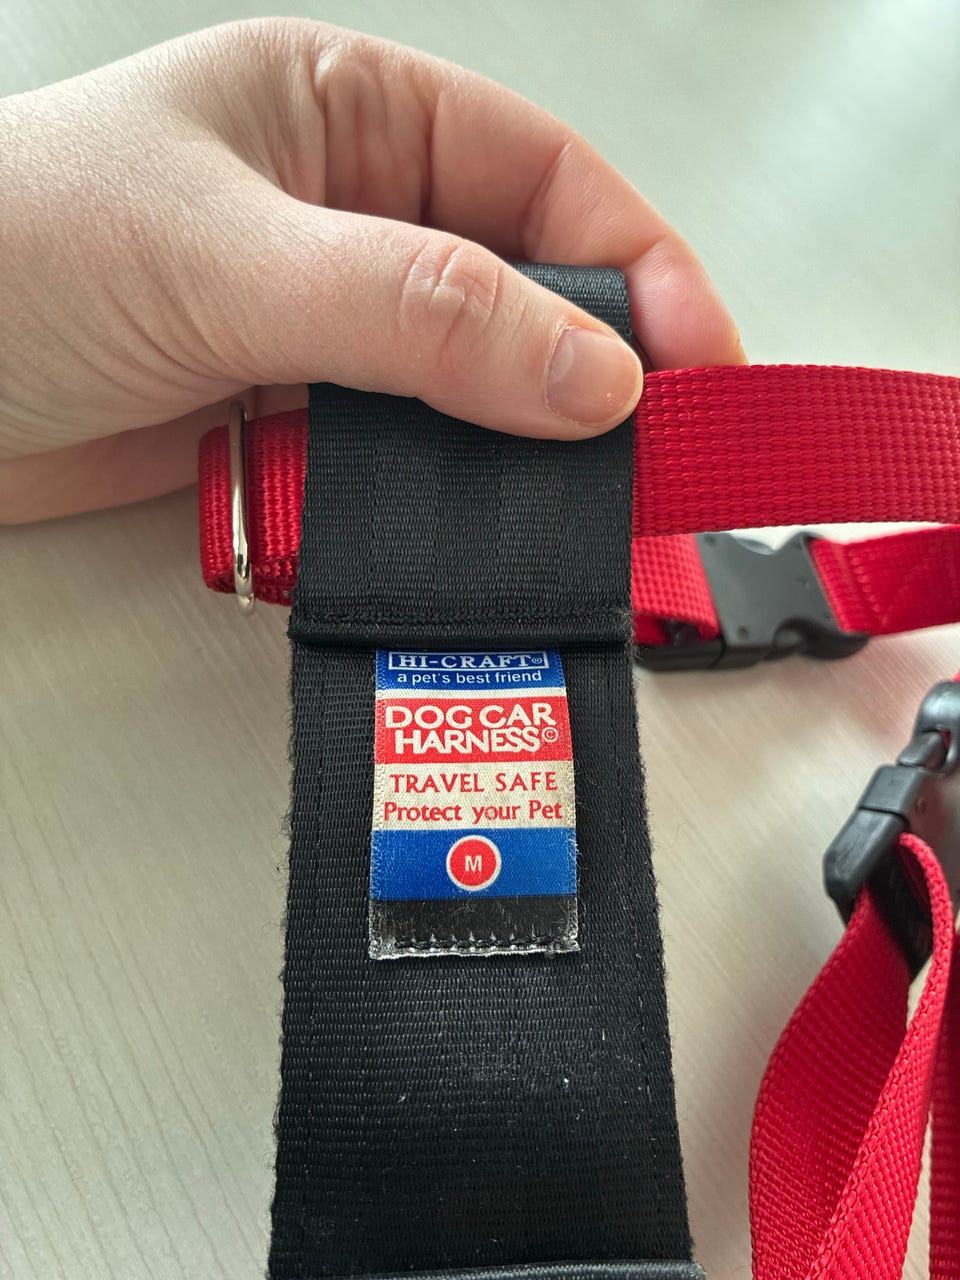 HI-CRAFT®
a pet's best friend
DOG CAR
HARNESS©
TRAVEL SAFE
Protect your Pet
M